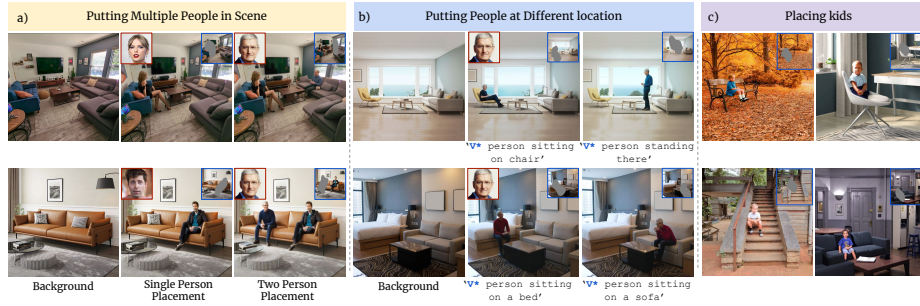 a)
Putting Multiple People in Scene
b)
Putting People at Different location
c)
Placing kids
'V* person sitting
on chair'
'V* person standing
there'
Background
Single Person
Placement
Two Person
Placement
Background
'V* person sitting
on a bed'
'V* person sitting
on a sofa'